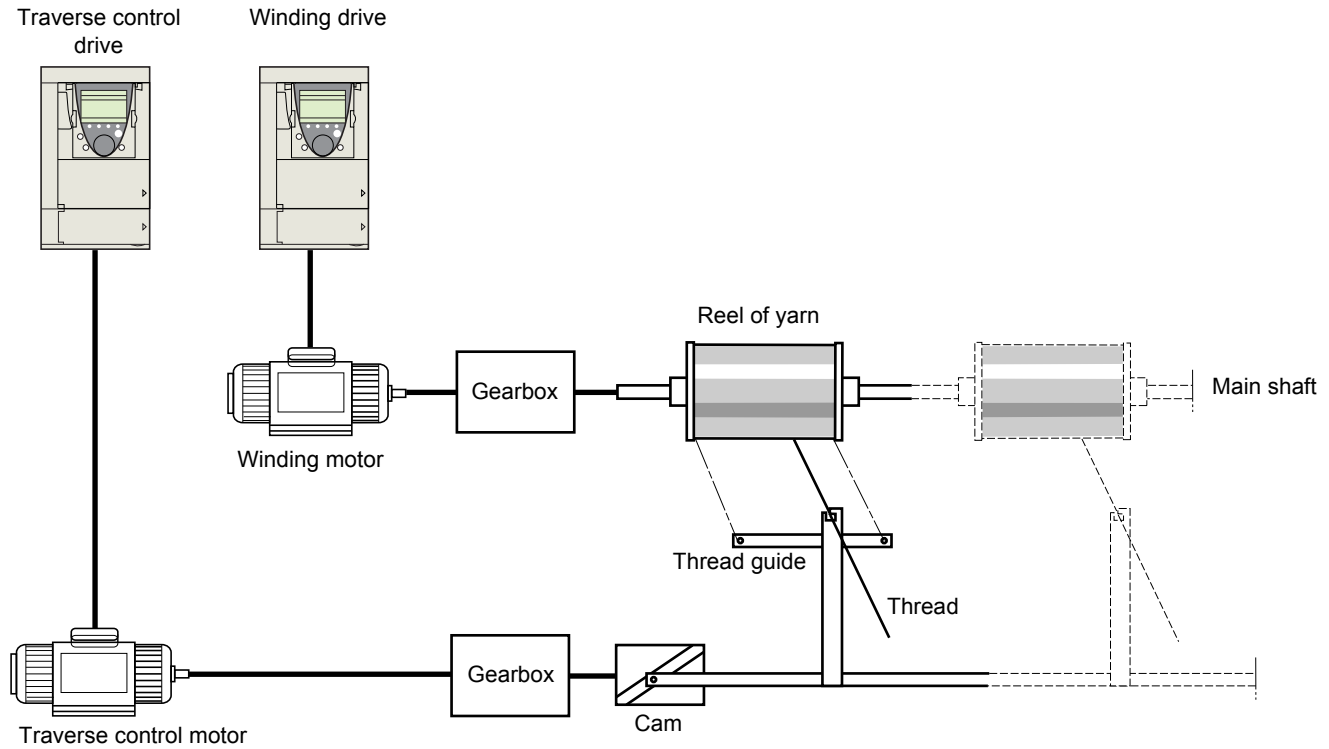 Traverse control
drive
Winding drive
Reel of yarn
Gearbox
Main shaft
Winding motor
Thread guide
Thread
Gearbox
Cam
Traverse control motor